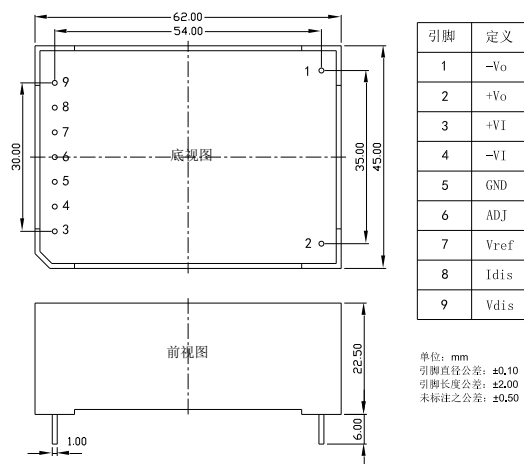 62.00
54.00
1
9
8
7
6
5
4
3
2
底视图
30.00
35.00
45.00
前视图
22.50
6.00
1.00
引脚 定义
1 -Vo
2 +Vo
3 +VI
4 -VI
5 GND
6 ADJ
7 Vref
8 Idis
9 Vdis
单位: mm
引脚直径公差: ±0.10
引脚长度公差: ±2.00
未标注之公差: ±0.50